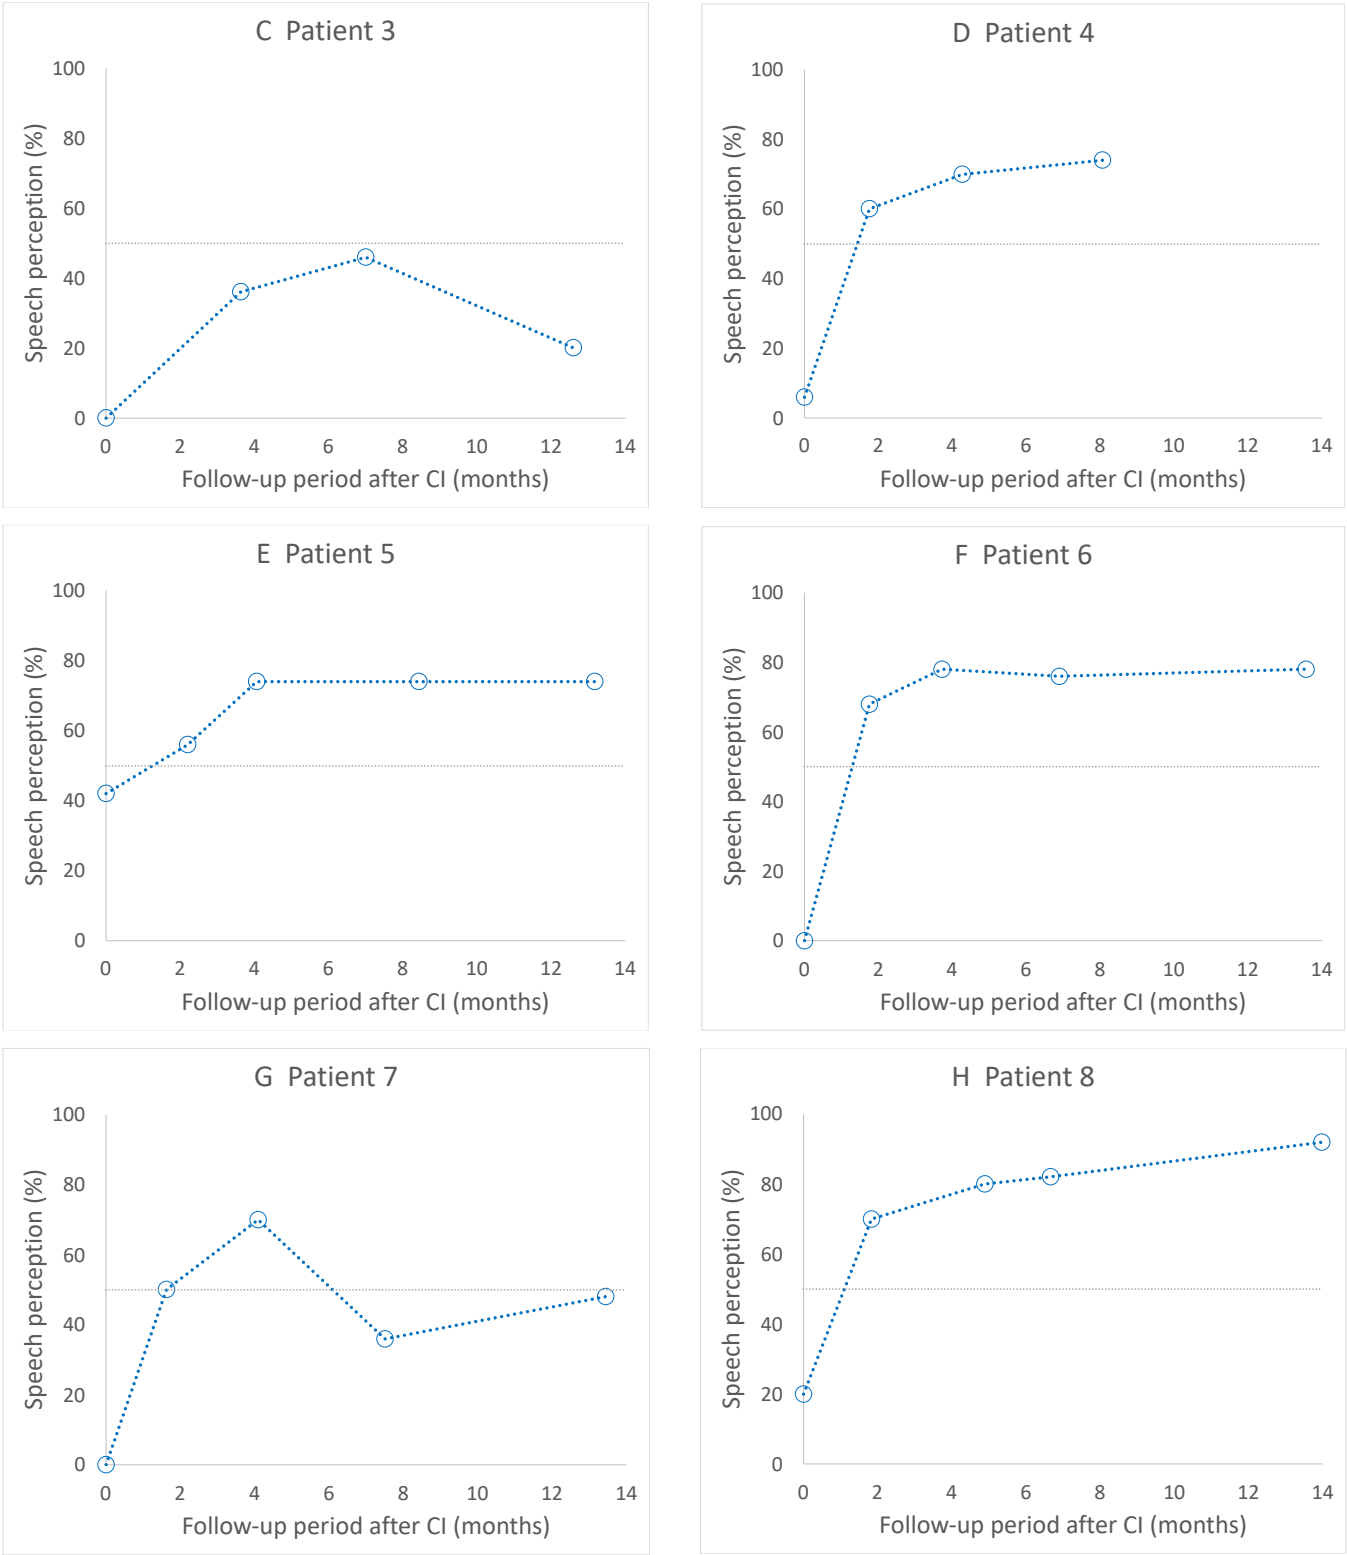 C  Patient 3
Speech perception (%)
100
80
60
40
20
0
0 2 4 6 8 10 12 14
Follow-up period after CI (months)
D  Patient 4
Speech perception (%)
100
80
60
40
20
0
0 2 4 6 8 10 12 14
Follow-up period after CI (months)
E  Patient 5
Speech perception (%)
100
80
60
40
20
0
0 2 4 6 8 10 12 14
Follow-up period after CI (months)
F  Patient 6
Speech perception (%)
100
80
60
40
20
0
0 2 4 6 8 10 12 14
Follow-up period after CI (months)
G  Patient 7
Speech perception (%)
100
80
60
40
20
0
0 2 4 6 8 10 12 14
Follow-up period after CI (months)
H  Patient 8
Speech perception (%)
100
80
60
40
20
0
0 2 4 6 8 10 12 14
Follow-up period after CI (months)